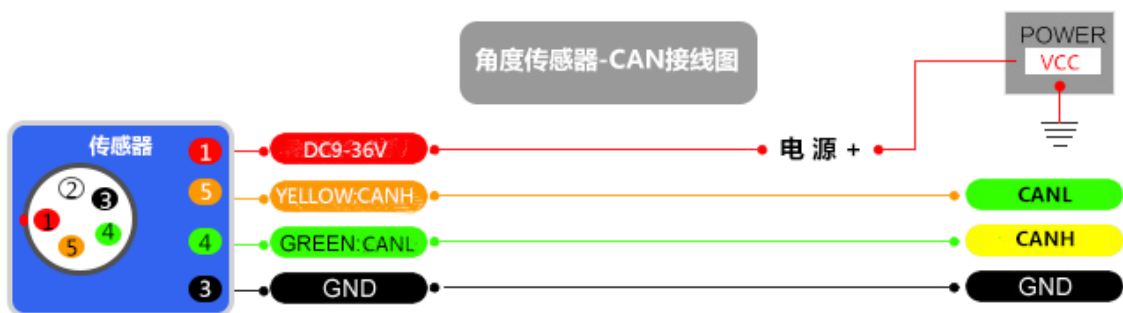 角度传感器-CAN接线图
POWER
VCC
传感器
1 DC9-36V 电 源 +
5 YELLOW:CANH CANL
4 GREEN:CANL CANH
3 GND GND
2
3
1
4
5